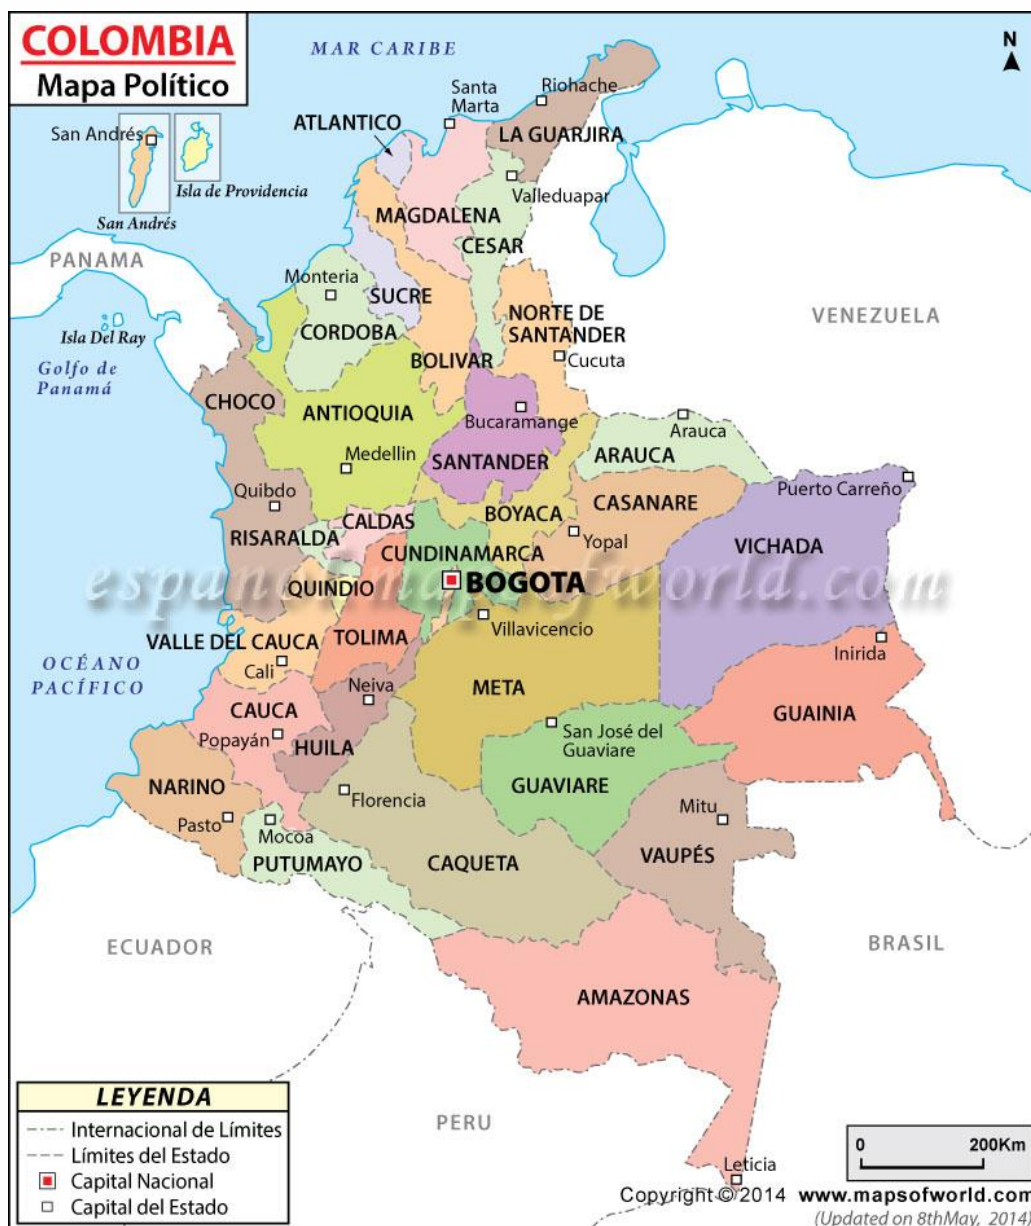 COLOMBIA
Mapa Político
MAR CARIBE
N
San Andrés
Isla de Providencia
San Andrés
Santa
Marta
Riohache
ATLANTICO
LA GUARJIRA
Valleduapar
MAGDALENA
CESAR
PANAMA
Monteria
SUCRE
NORTE DE
SANTANDER
VENEZUELA
Isla Del Ray
CORDOBA
Cucuta
Golfo de
Panamá
BOLIVAR
CHOCO
ANTIOQUIA
Bucaramange
Arauca
Medellin
SANTANDER
ARAUCA
Puerto Carreño
Quibdo
CASANARE
CALDAS
BOYACA
RISARALDA
Yopal
VICHADA
CUNDINAMARCA
espanol.mapsofworld.com
QUINDIO
BOGOTA
Villavicencio
VALLE DEL CAUCA
TOLIMA
Inirida
OCÉANO
PACÍFICO
Cali
Neiva
META
CAUCA
GUAINIA
Popayán
San José del
Guaviare
HUILA
NARINO
GUAVIARE
Florencia
Mitu
Pasto
Mocoa
PUTUMAYO
CAQUETA
VAUPÉS
ECUADOR
BRASIL
AMAZONAS
LEYENDA
Internacional de Límites
Límites del Estado
Capital Nacional
Capital del Estado
PERU
0 200Km
Leticia
Copyright © 2014 www.mapsofworld.com
(Updated on 8thMay, 2014)